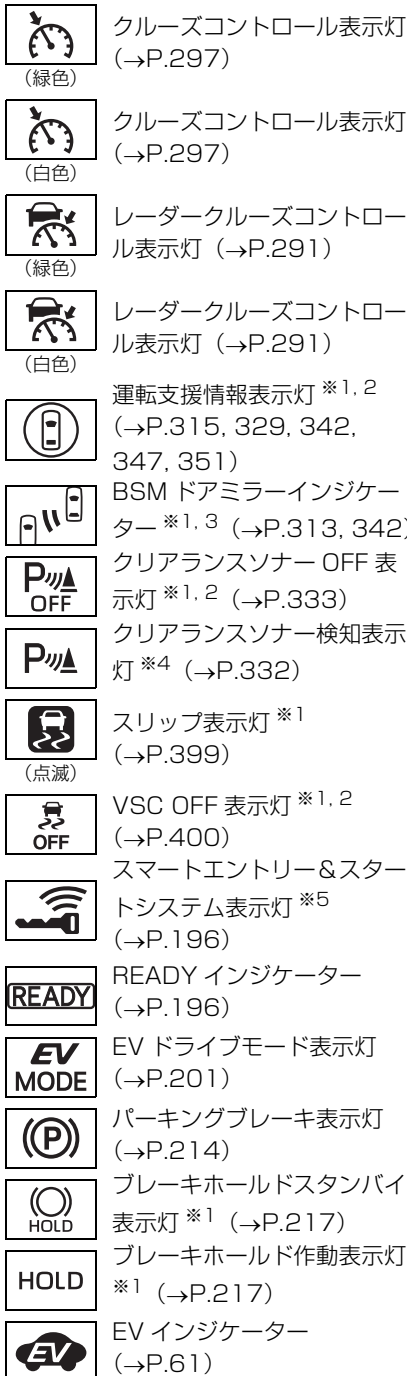 クルーズコントロール表示灯
（→P.297）
（緑色）
クルーズコントロール表示灯
（→P.297）
（白色）
レーダークルーズコントロー
ル表示灯（→P.291）
（緑色）
レーダークルーズコントロー
ル表示灯（→P.291）
（白色）
運転支援情報表示灯 ※1, 2
（→P.315, 329, 342,
347, 351）
BSM ドアミラーインジケー
ター ※1, 3（→P.313, 342）
P OFF
クリアランスソナー OFF 表
示灯 ※1, 2（→P.333）
P
クリアランスソナー検知表示
灯 ※4（→P.332）
スリップ表示灯 ※1
（→P.399）
（点滅）
OFF
VSC OFF 表示灯 ※1, 2
（→P.400）
スマートエントリー＆スター
トシステム表示灯 ※5
（→P.196）
READY
READY インジケーター
（→P.196）
EV
MODE
EV ドライブモード表示灯
（→P.201）
(P)
パーキングブレーキ表示灯
（→P.214）
HOLD
ブレーキホールドスタンバイ
表示灯 ※1（→P.217）
HOLD
ブレーキホールド作動表示灯
※1（→P.217）
EV
EV インジケーター
（→P.61）